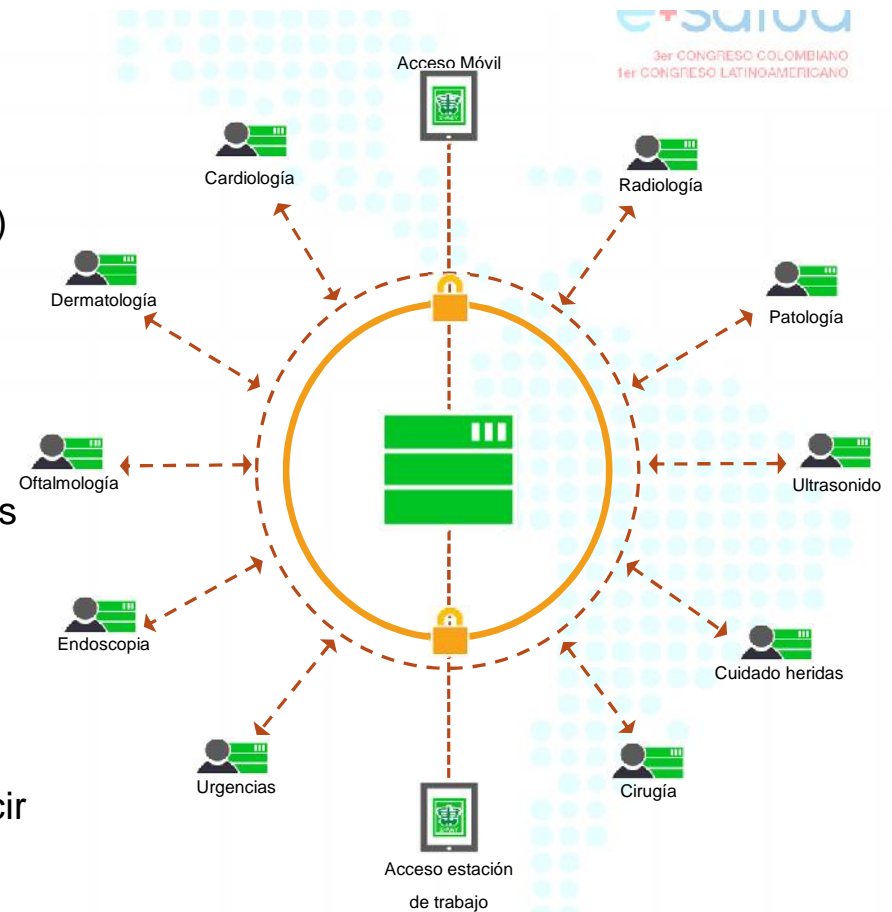 3er CONGRESO COLOMBIANO
1er CONGRESO LATINOAMERICANO
Acceso Móvil
Cardiología
Radiología
)
Dermatología
Patología
Oftalmología
Ultrasonido
s
Endoscopia
Cuidado heridas
Urgencias
Cirugía
cir
Acceso estación
de trabajo